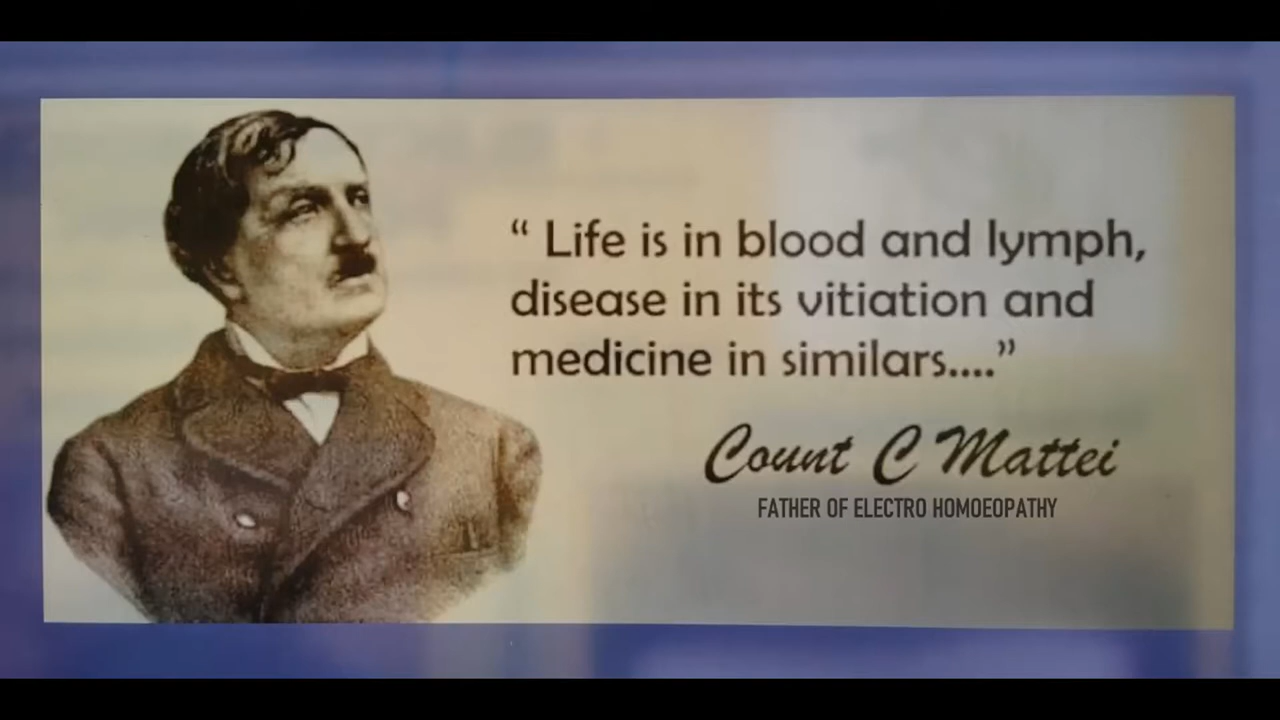 “ Life is in blood and lymph,
disease in its vitiation and
medicine in similars....”
Count C Mattei
FATHER OF ELECTRO HOMOEOPATHY